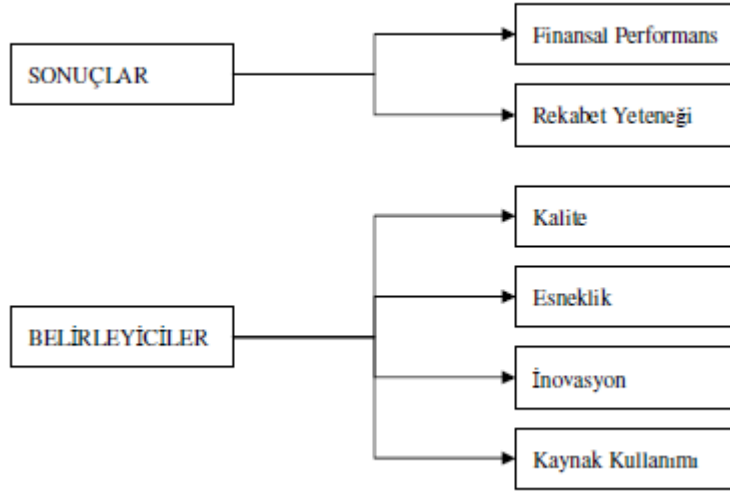 SONUÇLAR
Finansal Performans
Rekabet Yeteneği
BELİRLEYİCİLER
Kalite
Esneklik
İnovasyon
Kaynak Kullanımı